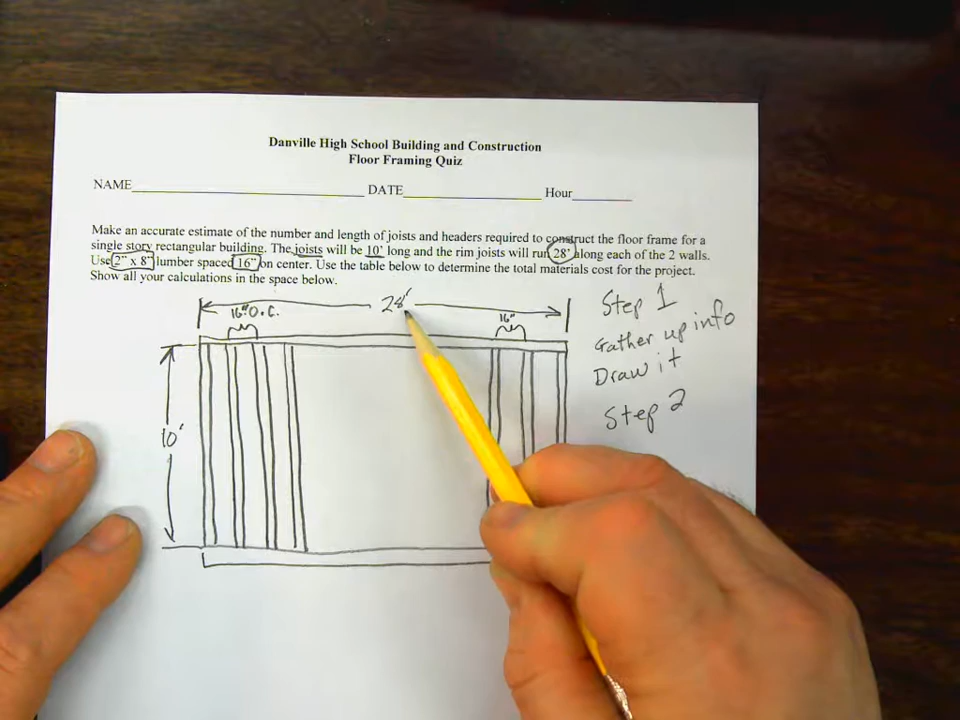 Danville High School Building and Construction
Floor Framing Quiz
NAME DATE Hour
Make an accurate estimate of the number and length of joists and headers required to construct the floor frame for a
single story rectangular building. The joists will be 10' long and the rim joists will run 28' along each of the 2 walls.
Use 2" x 8" lumber spaced 16" on center. Use the table below to determine the total materials cost for the project.
Show all your calculations in the space below.
28'
16" O.C.
16"
10'
Step 1
Gather up info
Draw it
Step 2